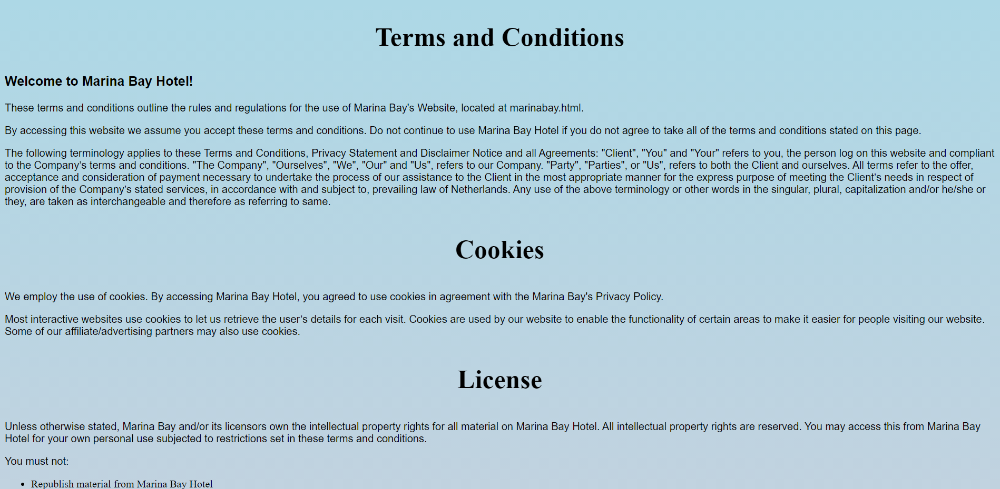 Terms and Conditions
Welcome to Marina Bay Hotel!
These terms and conditions outline the rules and regulations for the use of Marina Bay's Website, located at marinabay.html.
By accessing this website we assume you accept these terms and conditions. Do not continue to use Marina Bay Hotel if you do not agree to take all of the terms and conditions stated on this page.
The following terminology applies to these Terms and Conditions, Privacy Statement and Disclaimer Notice and all Agreements: "Client", "You" and "Your" refers to you, the person log on this website and compliant
to the Company’s terms and conditions. "The Company", "Ourselves", "We", "Our" and "Us", refers to our Company. "Party", "Parties", or "Us", refers to both the Client and ourselves. All terms refer to the offer,
acceptance and consideration of payment necessary to undertake the process of our assistance to the Client in the most appropriate manner for the express purpose of meeting the Client’s needs in respect of
provision of the Company’s stated services, in accordance with and subject to, prevailing law of Netherlands. Any use of the above terminology or other words in the singular, plural, capitalization and/or he/she or
they, are taken as interchangeable and therefore as referring to same.
Cookies
We employ the use of cookies. By accessing Marina Bay Hotel, you agreed to use cookies in agreement with the Marina Bay's Privacy Policy.
Most interactive websites use cookies to let us retrieve the user’s details for each visit. Cookies are used by our website to enable the functionality of certain areas to make it easier for people visiting our website.
Some of our affiliate/advertising partners may also use cookies.
License
Unless otherwise stated, Marina Bay and/or its licensors own the intellectual property rights for all material on Marina Bay Hotel. All intellectual property rights are reserved. You may access this from Marina Bay
Hotel for your own personal use subjected to restrictions set in these terms and conditions.
You must not:
• Republish material from Marina Bay Hotel